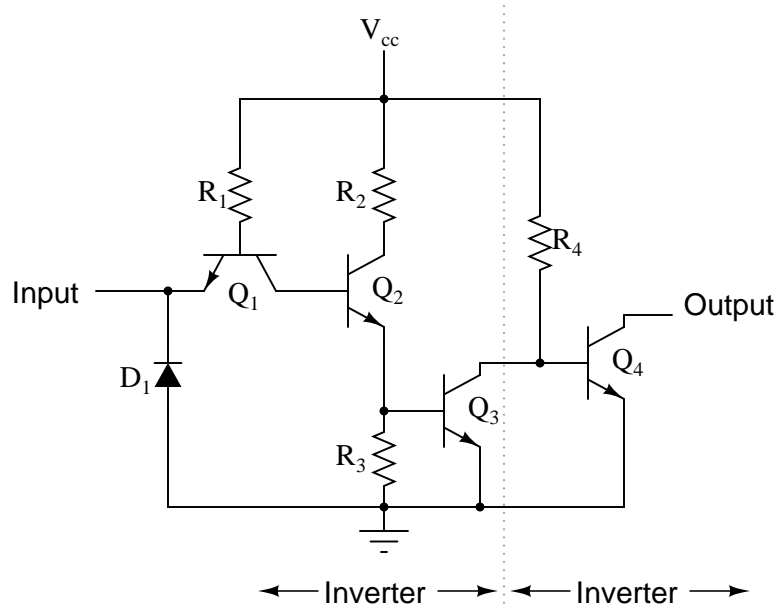 Vcc
R1
R2
R4
Input
Q1
Q2
Output
D1
Q4
Q3
R3
Inverter
Inverter